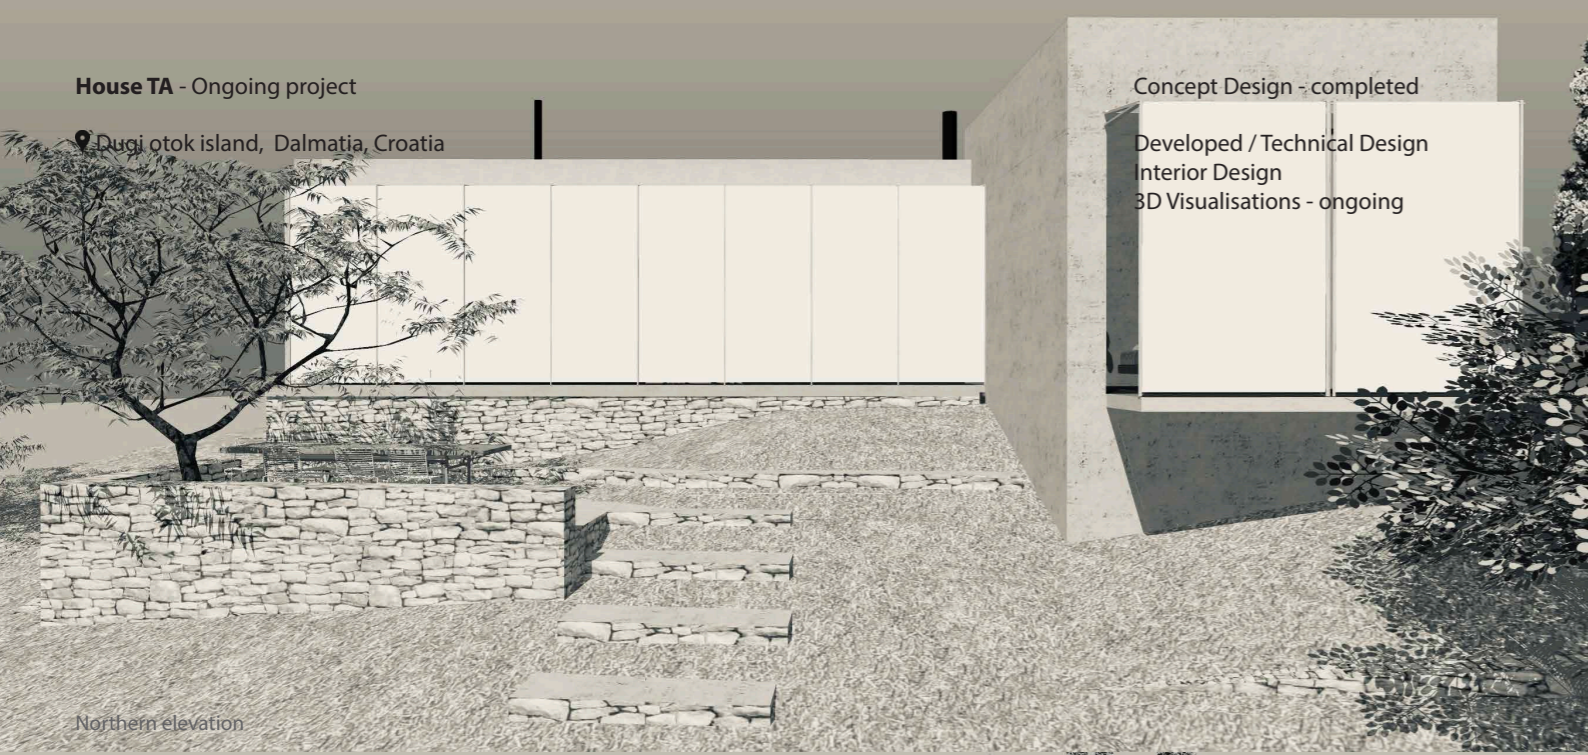 House TA - Ongoing project
Dugi otok island, Dalmatia, Croatia
Concept Design - completed
Developed / Technical Design
Interior Design
3D Visualisations - ongoing
Northern elevation